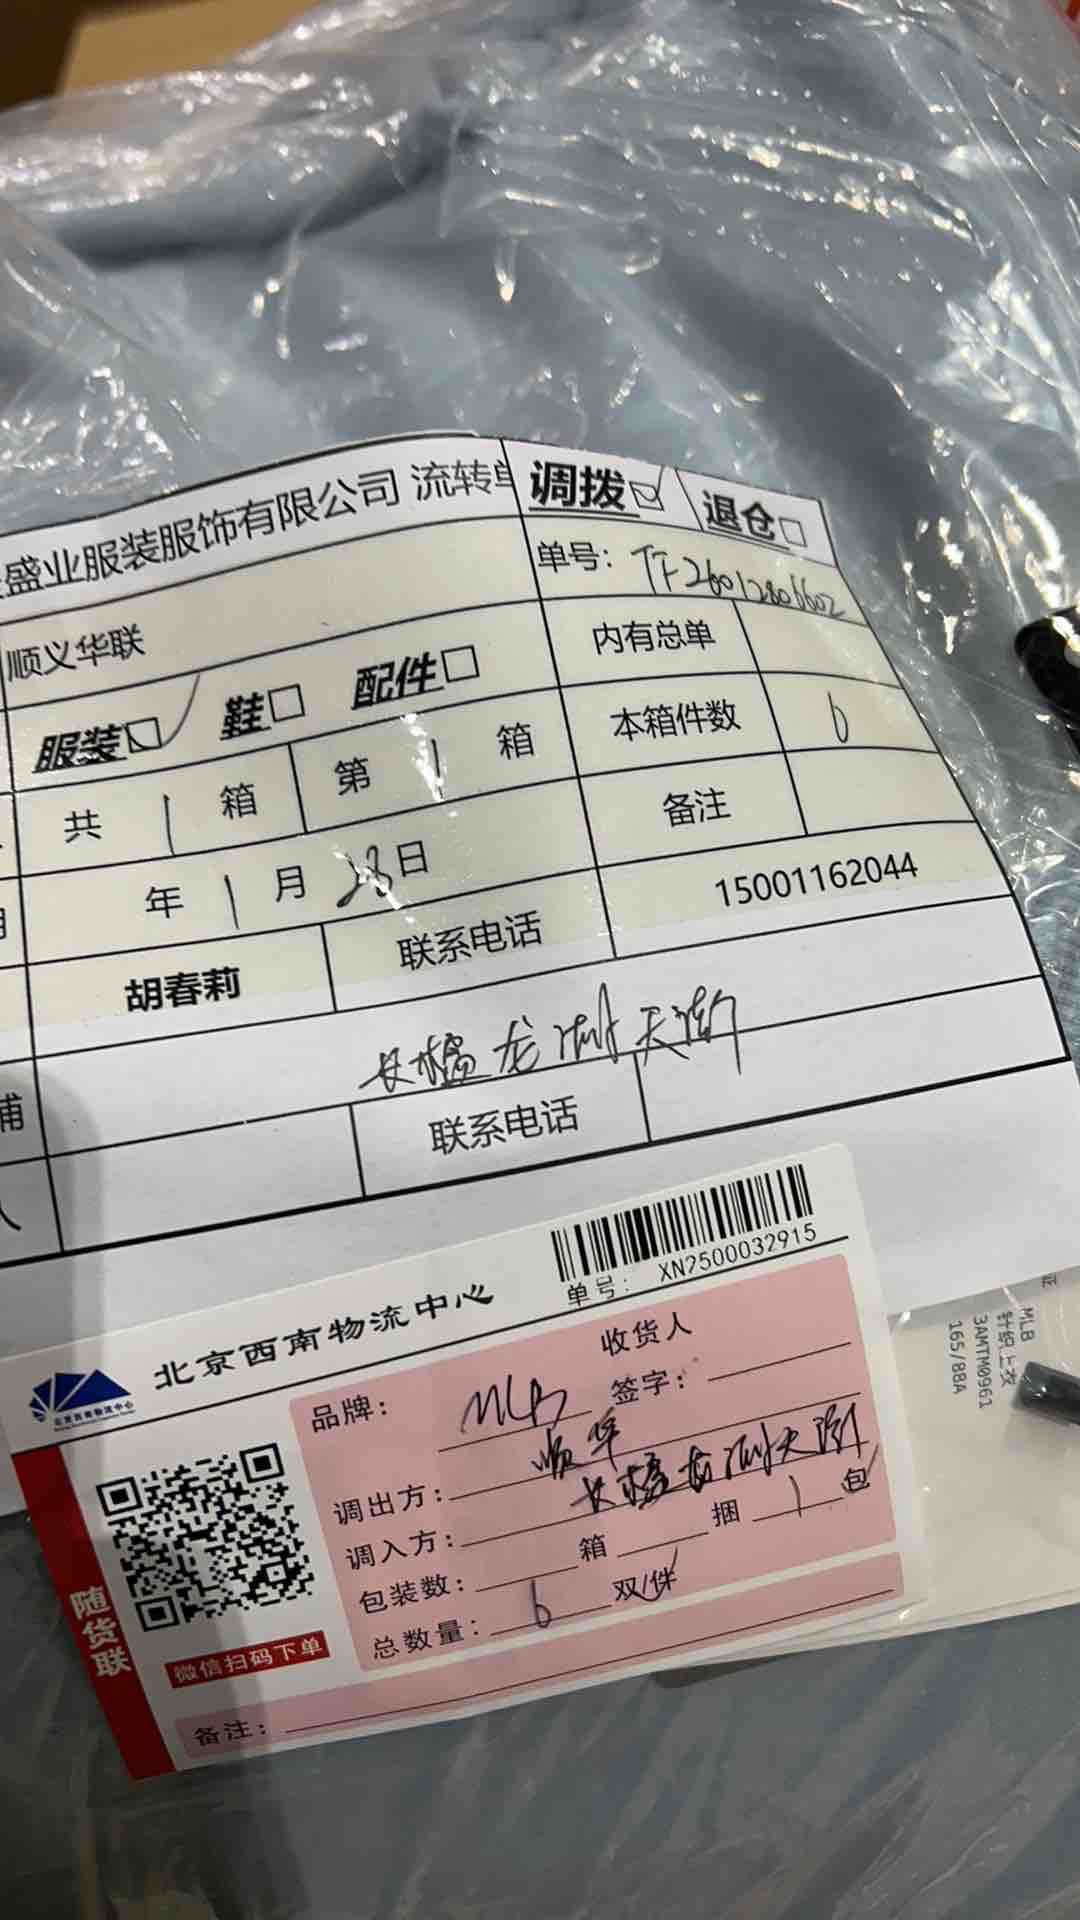 盛业服装服饰有限公司 流转单 调拨☑ 退仓□
顺义华联 单号: TF26012806602
服装☑ 鞋□ 配件□ 内有总单
共 1 箱 第 1 箱 本箱件数 6
年 1 月 28 日 备注
胡春莉 联系电话 15001162044
长楹龙湖天街
联系电话
北京西南物流中心 单号: XN2500032915
收货人
品牌: MLB 签字:
调出方: 顺华
调入方: 长楹龙湖天街
包装数: 箱 捆 1 包
总数量: 6 双/件
备注:
随货联
微信扫码下单
MLB
针织上衣
3AMTM0961
165/88A